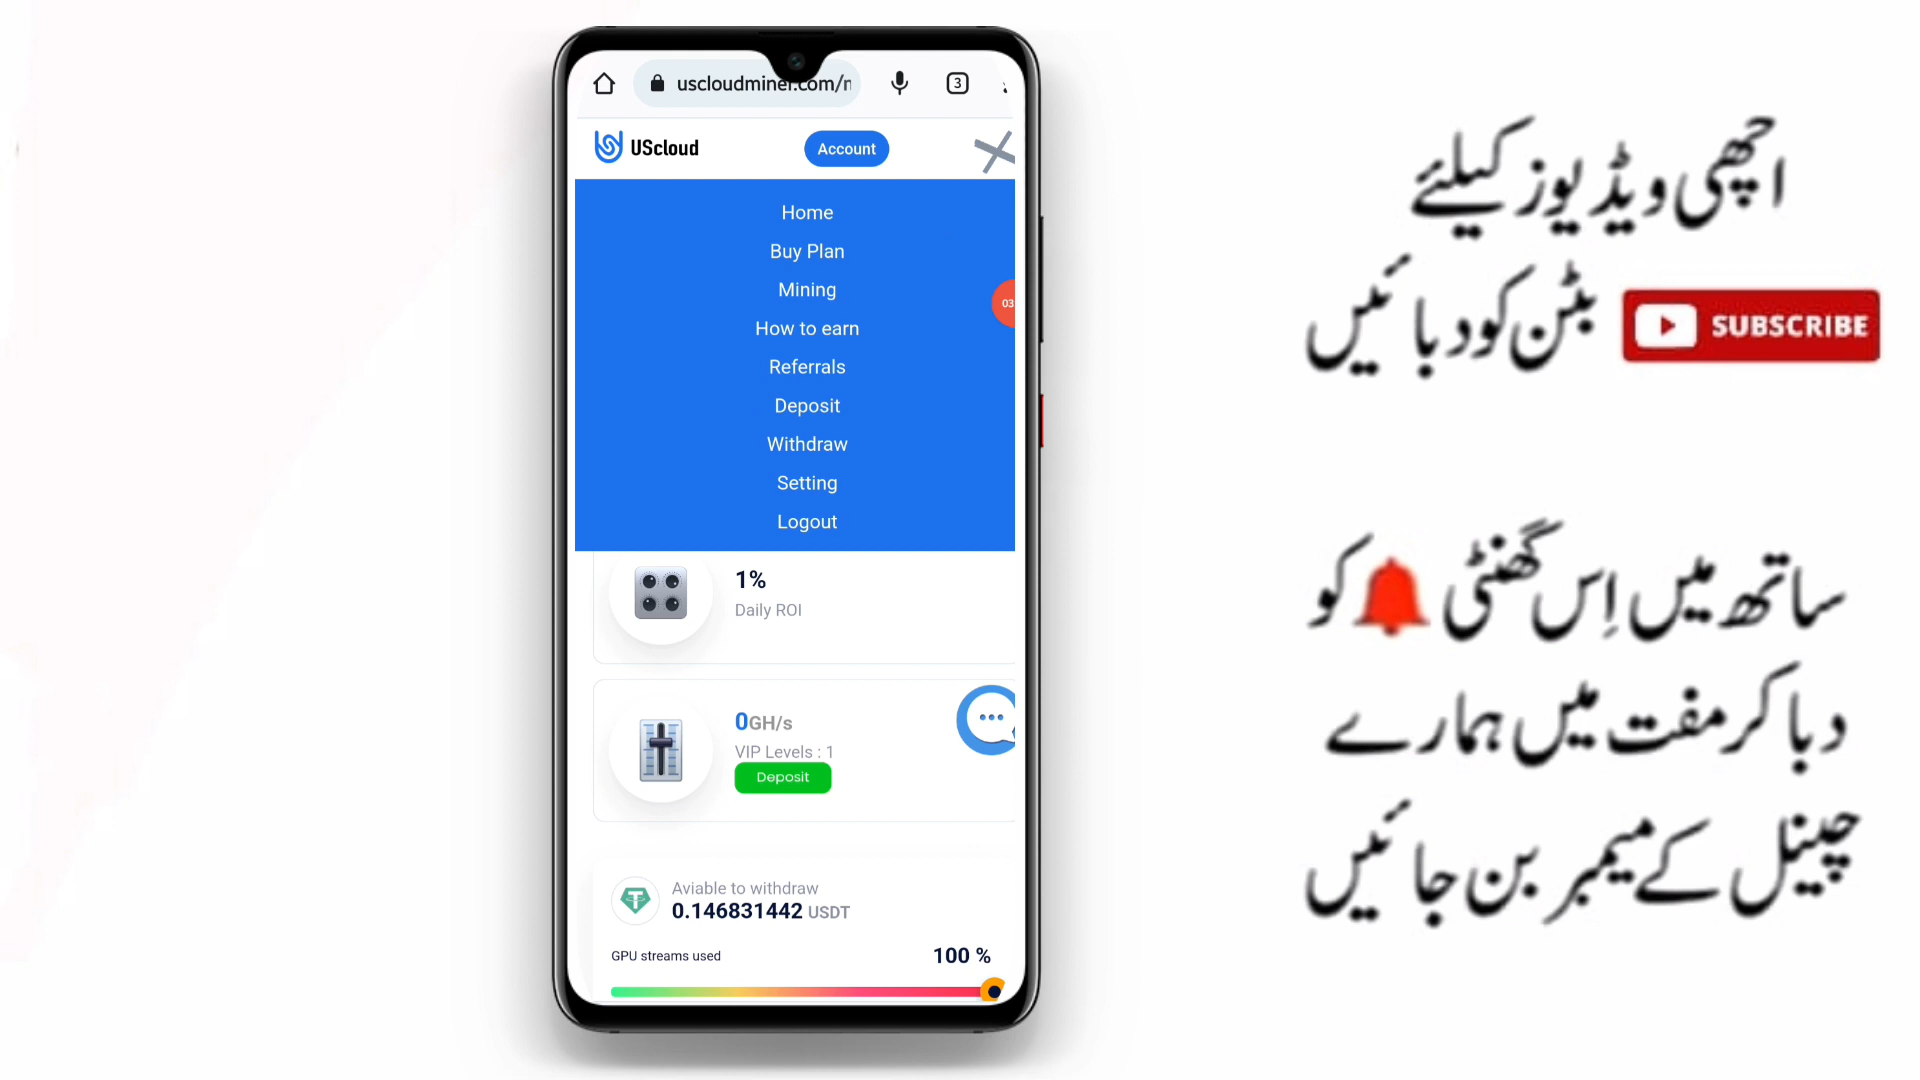 uscloudminer.com/r
3
UScloud
Account
Home
Buy Plan
Mining
03
How to earn
Referrals
Deposit
Withdraw
Setting
Logout
1%
Daily ROI
0GH/s
VIP Levels : 1
Deposit
Aviable to withdraw
0.146831442 USDT
GPU streams used
100 %
اچھی ویڈیوز کیلئے
بٹن کو دبائیں
SUBSCRIBE
ساتھ میں اِس گھنٹی کو
دبا کر مفت میں ہمارے
چینل کے میمبر بن جائیں